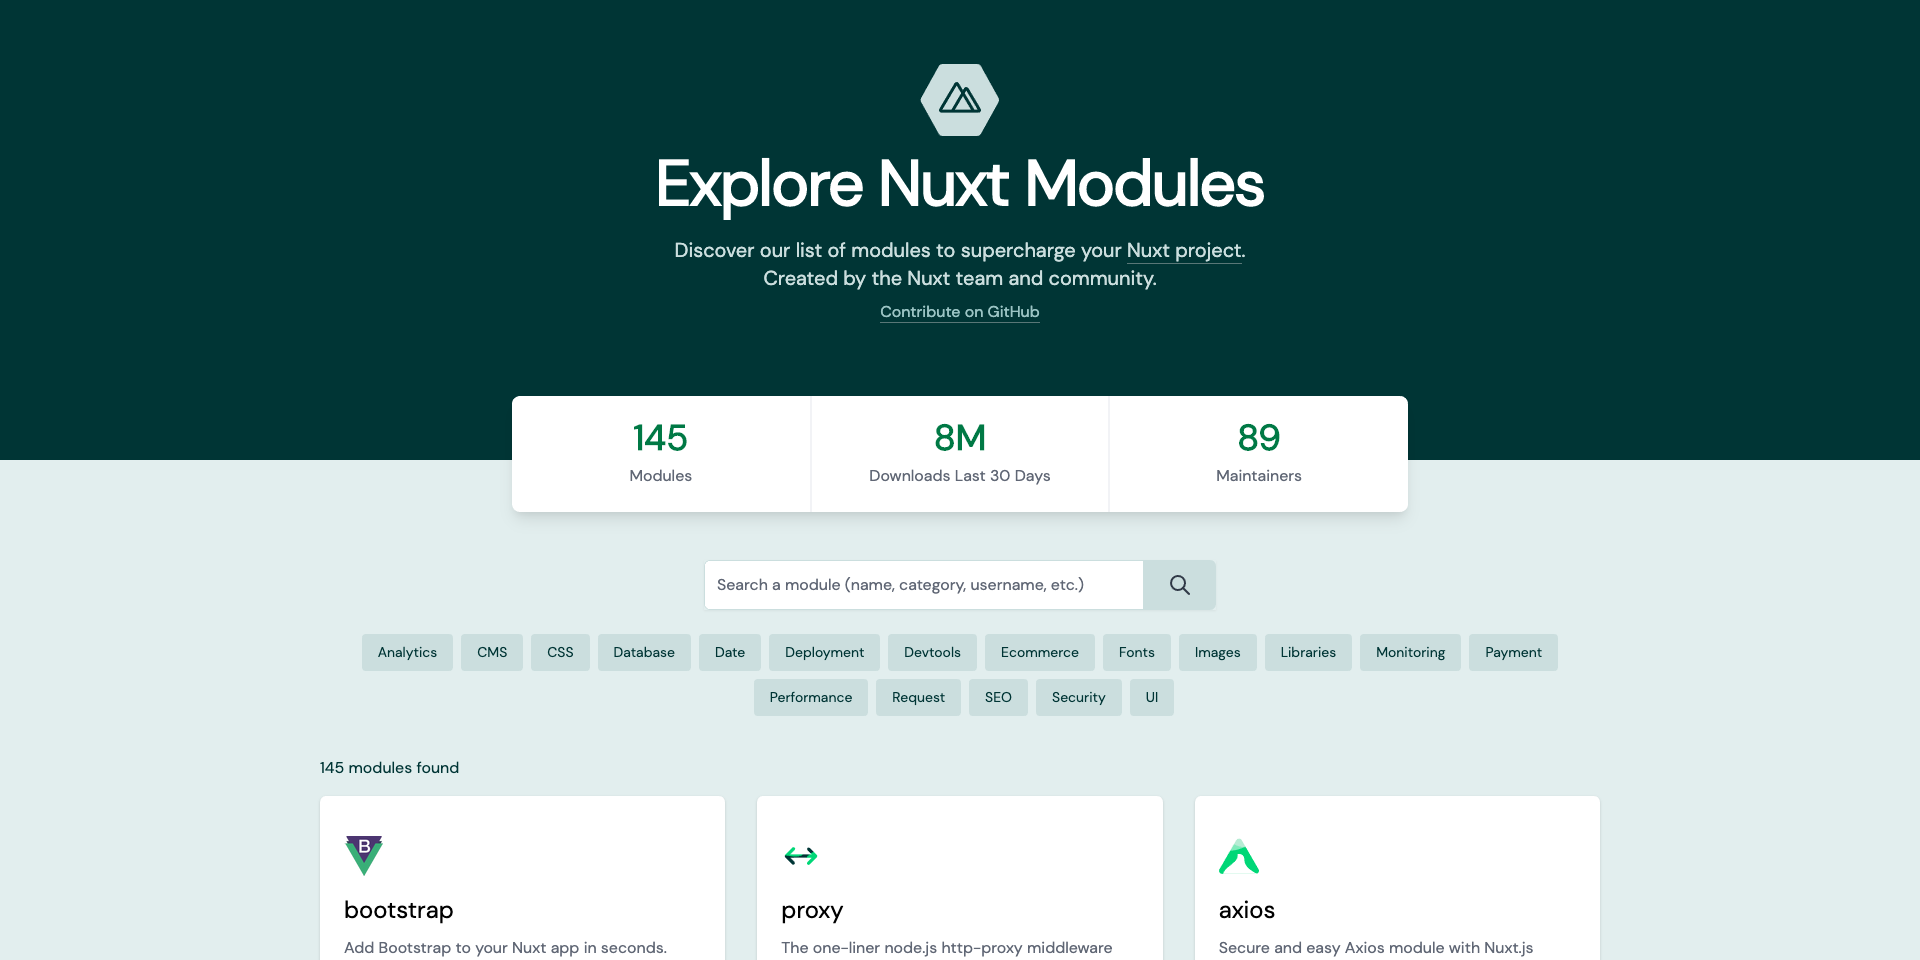 Explore Nuxt Modules
Discover our list of modules to supercharge your Nuxt project.
Created by the Nuxt team and community.
Contribute on GitHub
145
Modules
8M
Downloads Last 30 Days
89
Maintainers
Search a module (name, category, username, etc.)
Analytics CMS CSS Database Date Deployment Devtools Ecommerce Fonts Images Libraries Monitoring Payment
Performance Request SEO Security UI
145 modules found
B
bootstrap
Add Bootstrap to your Nuxt app in seconds.
proxy
The one-liner node.js http-proxy middleware
axios
Secure and easy Axios module with Nuxt.js